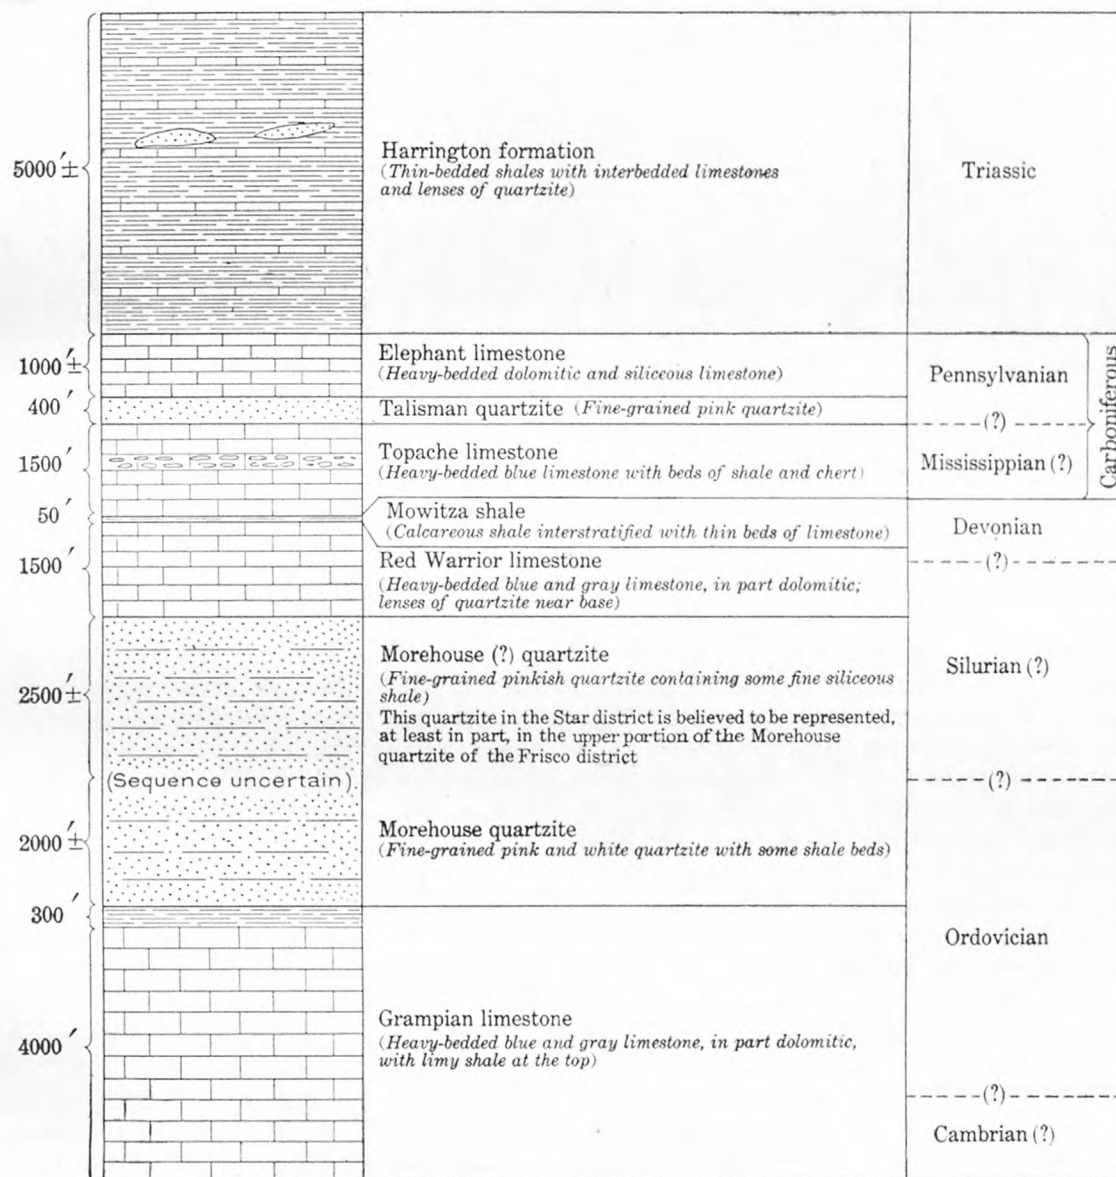 5000′±
Harrington formation
(Thin-bedded shales with interbedded limestones
and lenses of quartzite)
Triassic
1000′±
Elephant limestone
(Heavy-bedded dolomitic and siliceous limestone)
Pennsylvanian
400′
Talisman quartzite (Fine-grained pink quartzite)
(?)
Carboniferous
1500′
Topache limestone
(Heavy-bedded blue limestone with beds of shale and chert)
Mississippian (?)
50′
Mowitza shale
(Calcareous shale interstratified with thin beds of limestone)
Devonian
1500′
Red Warrior limestone
(Heavy-bedded blue and gray limestone, in part dolomitic;
lenses of quartzite near base)
(?)
2500′±
Morehouse (?) quartzite
(Fine-grained pinkish quartzite containing some fine siliceous
shale)
This quartzite in the Star district is believed to be represented,
at least in part, in the upper portion of the Morehouse
quartzite of the Frisco district
Silurian (?)
(Sequence uncertain)
(?)
2000′±
Morehouse quartzite
(Fine-grained pink and white quartzite with some shale beds)
300′
Ordovician
4000′
Grampian limestone
(Heavy-bedded blue and gray limestone, in part dolomitic,
with limy shale at the top)
(?)
Cambrian (?)